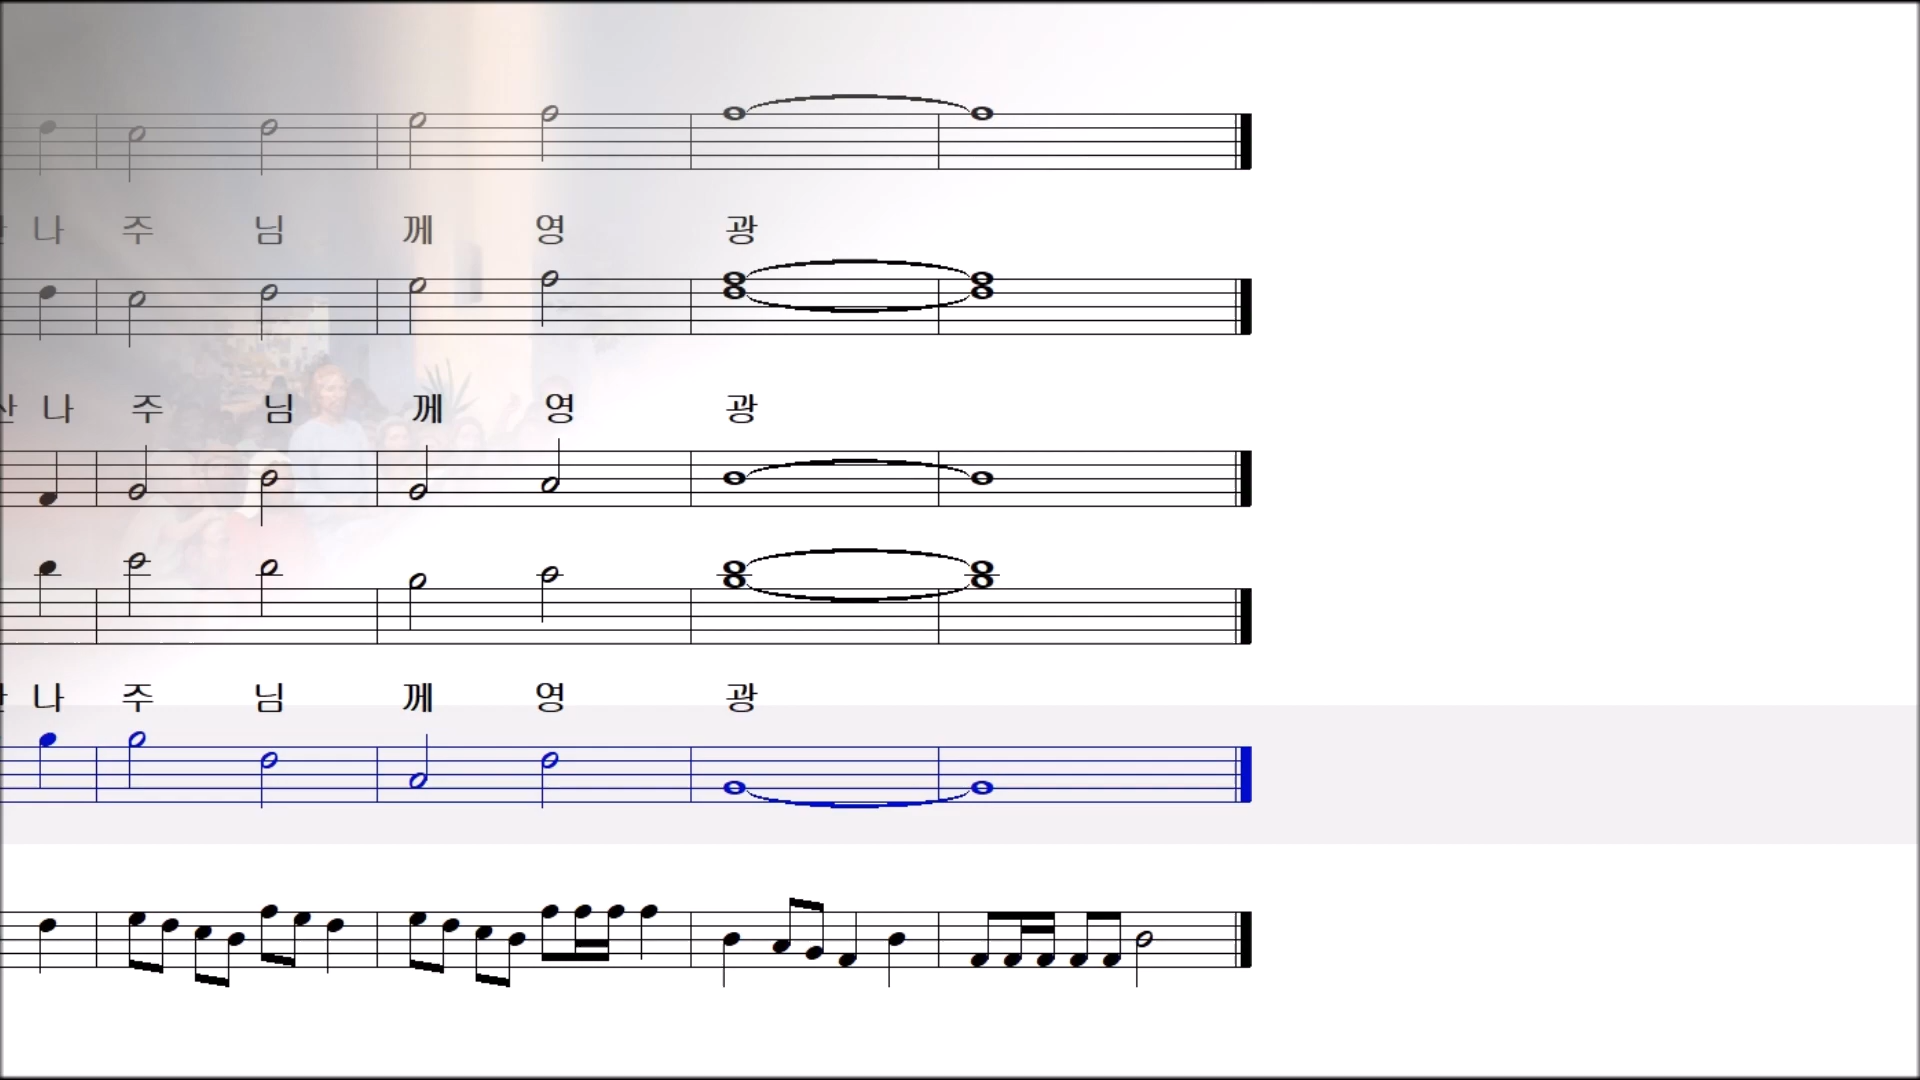 나 주 님 께 영 광
나 주 님 께 영 광
나 주 님 께 영 광